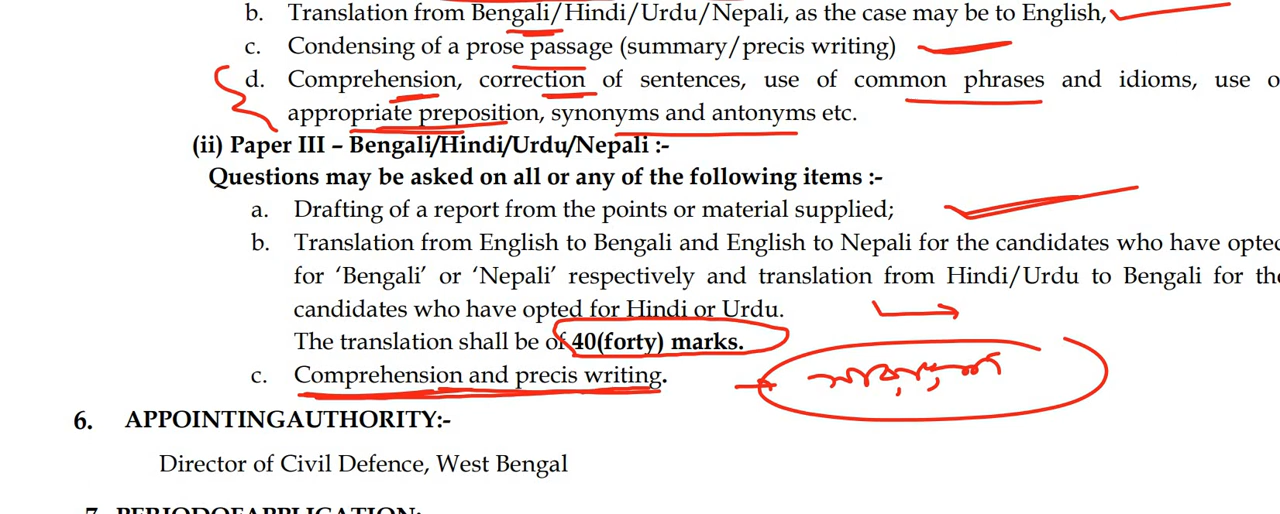 b. Translation from Bengali/Hindi/Urdu/Nepali, as the case may be to English,
c. Condensing of a prose passage (summary/precis writing)
d. Comprehension, correction of sentences, use of common phrases and idioms, use o
appropriate preposition, synonyms and antonyms etc.
(ii) Paper III – Bengali/Hindi/Urdu/Nepali :-
Questions may be asked on all or any of the following items :-
a. Drafting of a report from the points or material supplied;
b. Translation from English to Bengali and English to Nepali for the candidates who have opted
for ‘Bengali’ or ‘Nepali’ respectively and translation from Hindi/Urdu to Bengali for the
candidates who have opted for Hindi or Urdu.
The translation shall be of 40(forty) marks.
c. Comprehension and precis writing.
6. APPOINTINGAUTHORITY:-
Director of Civil Defence, West Bengal
7. PERIODOFAPPLICATION: